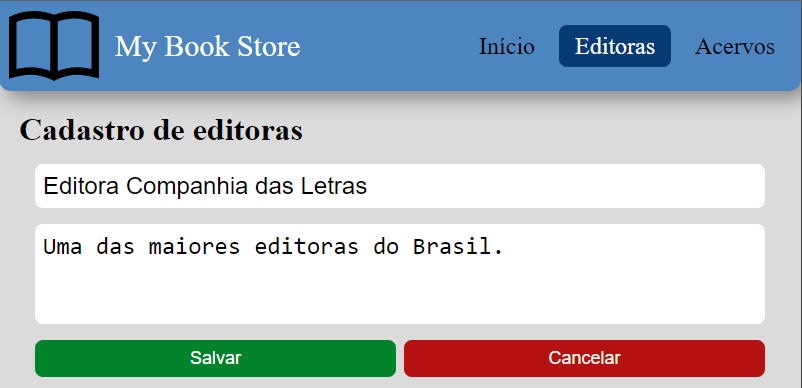 My Book Store
Início
Editoras
Acervos
Cadastro de editoras
Editora Companhia das Letras
Uma das maiores editoras do Brasil.
Salvar
Cancelar